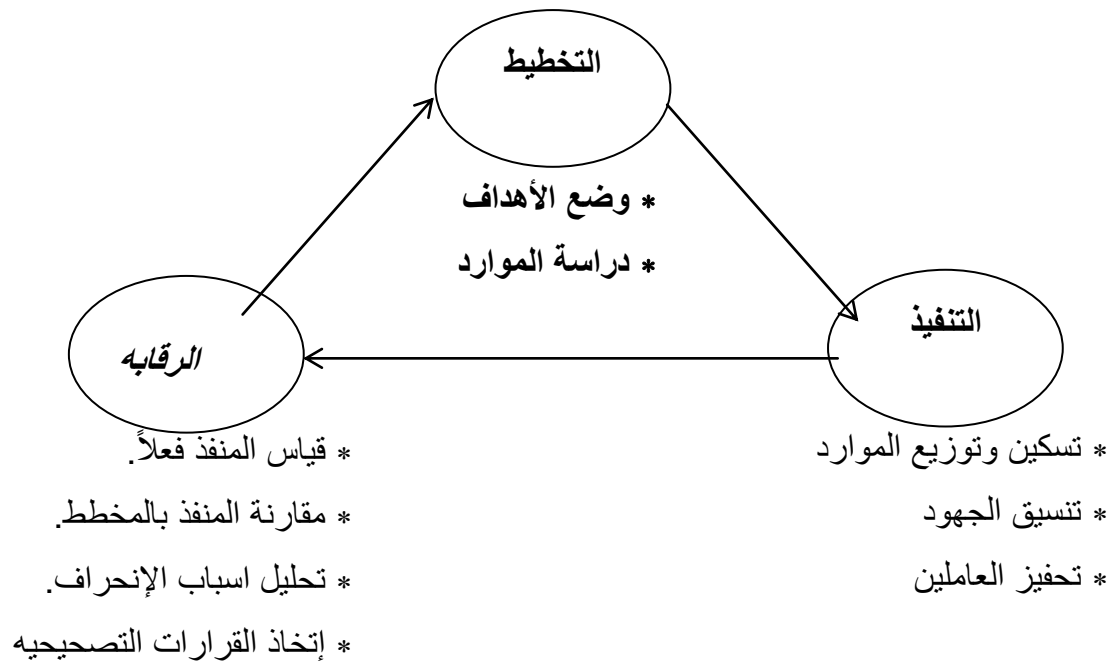 التخطيط
* وضع الأهداف
* دراسة الموارد
التنفيذ
* تسكين وتوزيع الموارد
* تنسيق الجهود
* تحفيز العاملين
الرقابه
* قياس المنفذ فعلاً.
* مقارنة المنفذ بالمخطط.
* تحليل اسباب الإنحراف.
* إتخاذ القرارات التصحيحيه